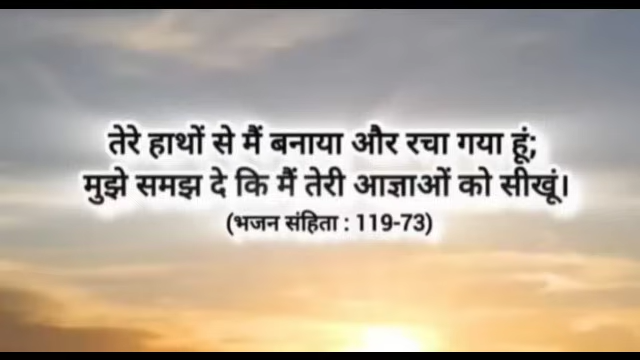 तेरे हाथों से मैं बनाया और रचा गया हूं;
मुझे समझ दे कि मैं तेरी आज्ञाओं को सीखूं।
(भजन संहिता : 119-73)